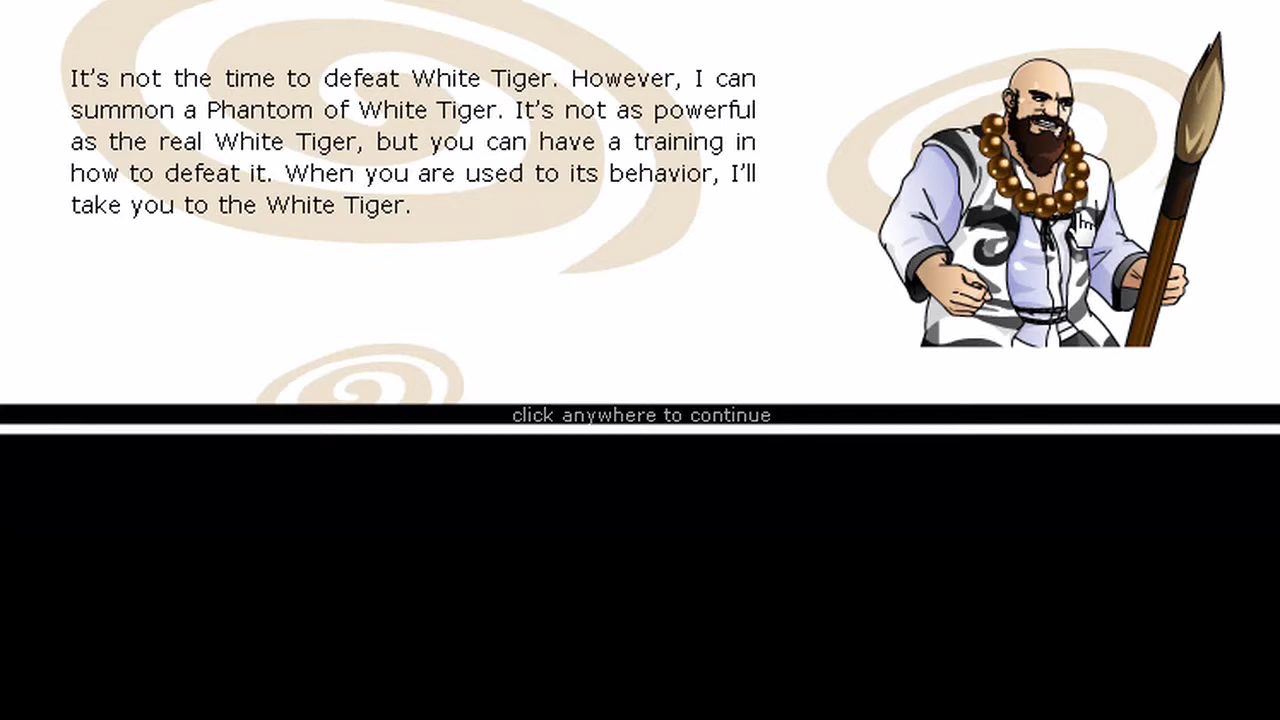 It's not the time to defeat White Tiger. However, I can
summon a Phantom of White Tiger. It's not as powerful
as the real White Tiger, but you can have a training in
how to defeat it. When you are used to its behavior, I'll
take you to the White Tiger.
click anywhere to continue